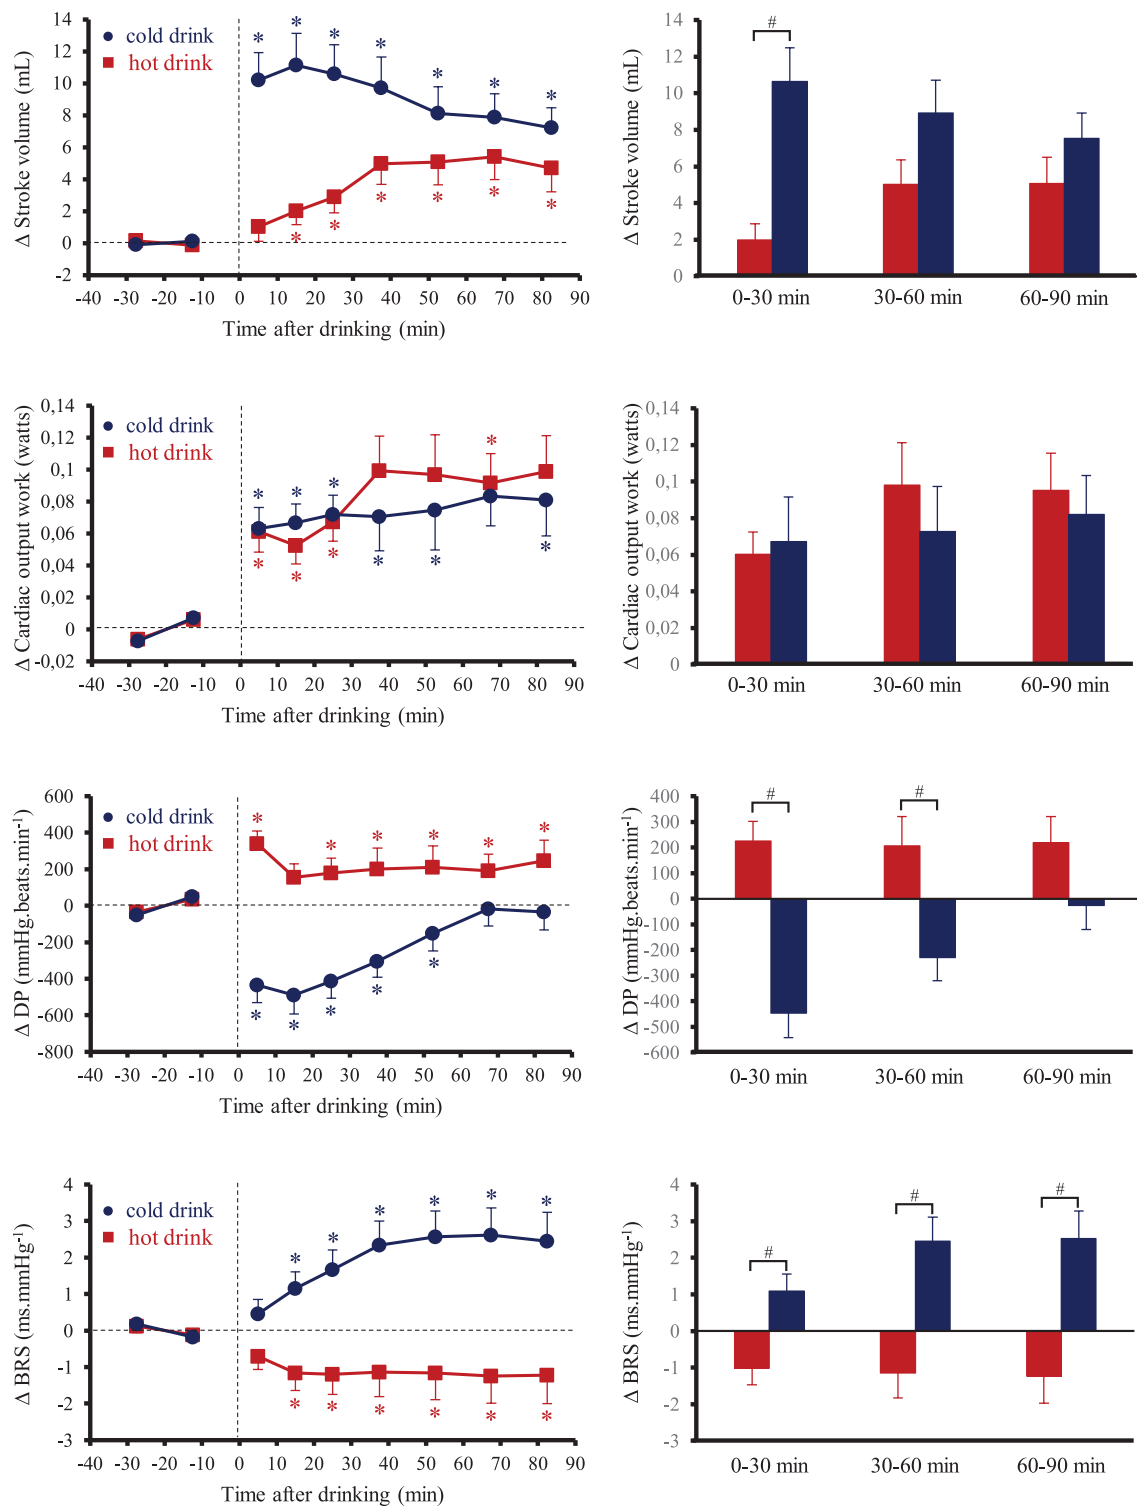 14
12
10
8
6
4
2
0
-2
Δ Stroke volume (mL)
cold drink
hot drink
* * * * * * *
* * * * * *
-40 -30 -20 -10 0 10 20 30 40 50 60 70 80 90
Time after drinking (min)
14
12
10
8
6
4
2
0
Δ Stroke volume (mL)
#
0-30 min 30-60 min 60-90 min
0,14
0,12
0,1
0,08
0,06
0,04
0,02
0
-0,02
Δ Cardiac output work (watts)
cold drink
hot drink
* * * *
* * * * * *
-40 -30 -20 -10 0 10 20 30 40 50 60 70 80 90
Time after drinking (min)
0,14
0,12
0,1
0,08
0,06
0,04
0,02
0
Δ Cardiac output work (watts)
0-30 min 30-60 min 60-90 min
600
400
200
0
-200
-400
-600
-800
Δ DP (mmHg.beats.min-1)
cold drink
hot drink
* * * * * *
* * * * *
-40 -30 -20 -10 0 10 20 30 40 50 60 70 80 90
Time after drinking (min)
400
300
200
100
0
-100
-200
-300
-400
-500
-600
Δ DP (mmHg.beats.min-1)
# #
0-30 min 30-60 min 60-90 min
4
3
2
1
0
-1
-2
-3
Δ BRS (ms.mmHg-1)
cold drink
hot drink
* * * * * *
* * * * * *
-40 -30 -20 -10 0 10 20 30 40 50 60 70 80 90
Time after drinking (min)
4
3
2
1
0
-1
-2
-3
Δ BRS (ms.mmHg-1)
# # #
0-30 min 30-60 min 60-90 min